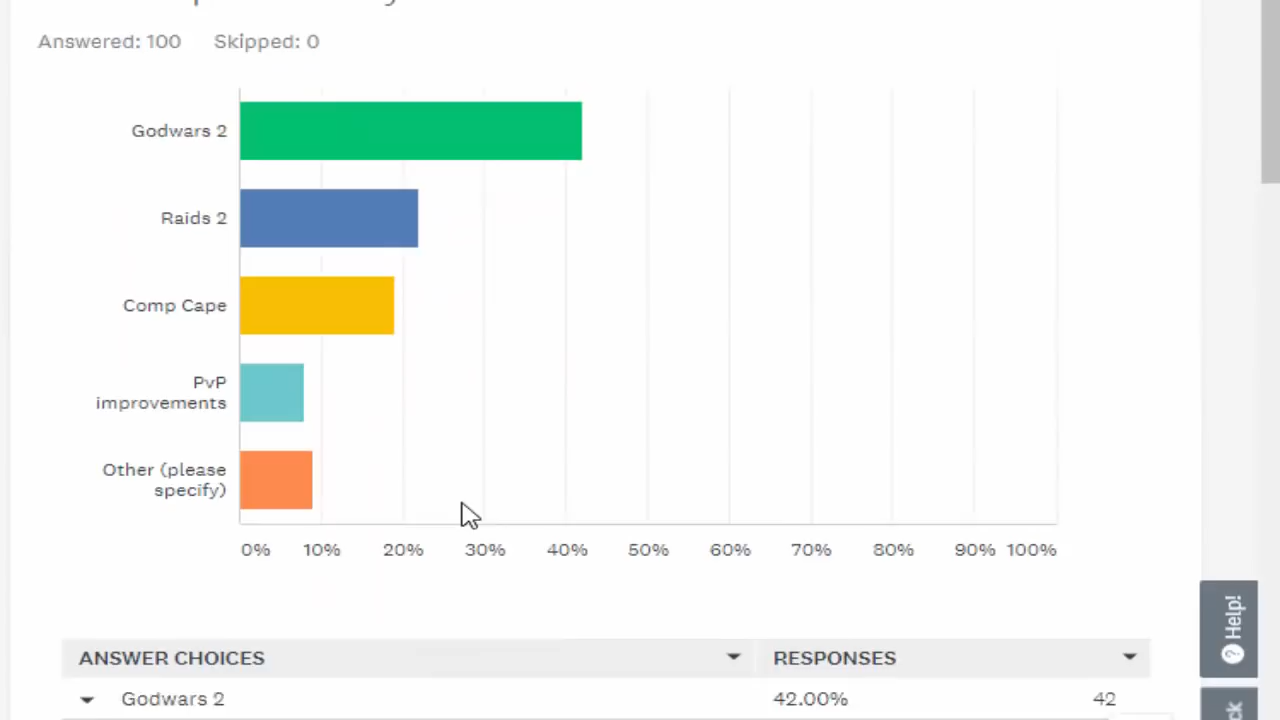 Answered: 100 Skipped: 0
Godwars 2
Raids 2
Comp Cape
PvP
improvements
Other (please
specify)
0% 10% 20% 30% 40% 50% 60% 70% 80% 90% 100%
ANSWER CHOICES RESPONSES
Godwars 2 42.00% 42
? Help!